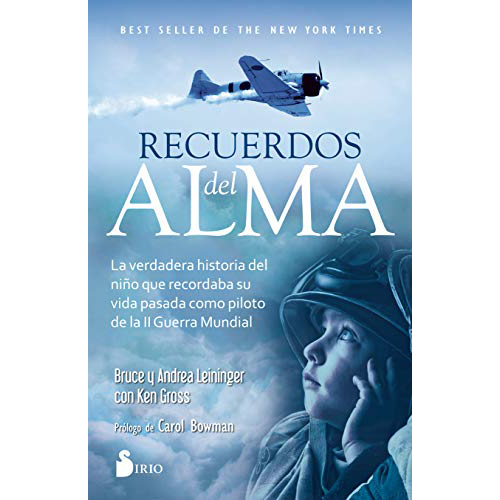 BEST SELLER DE THE NEW YORK TIMES
RECUERDOS
del
ALMA
La verdadera historia del
niño que recordaba su
vida pasada como piloto
de la II Guerra Mundial
Bruce y Andrea Leininger
con Ken Gross
Prólogo de Carol Bowman
SIRIO